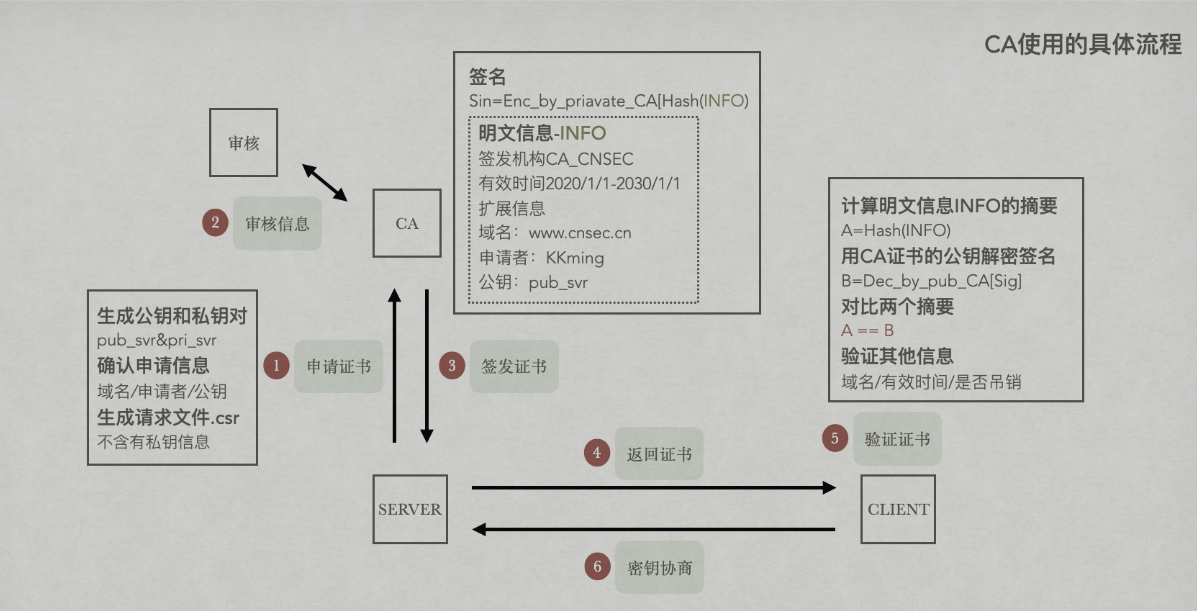 CA使用的具体流程
签名
Sin=Enc_by_priavate_CA[Hash(INFO)
明文信息-INFO
签发机构CA_CNSEC
有效时间2020/1/1-2030/1/1
扩展信息
域名：www.cnsec.cn
申请者：KKming
公钥：pub_svr
审核
2 审核信息
CA
计算明文信息INFO的摘要
A=Hash(INFO)
用CA证书的公钥解密签名
B=Dec_by_pub_CA[Sig]
对比两个摘要
A == B
验证其他信息
域名/有效时间/是否吊销
生成公钥和私钥对
pub_svr&pri_svr
确认申请信息
域名/申请者/公钥
生成请求文件.csr
不含有私钥信息
1 申请证书
3 签发证书
4 返回证书
5 验证证书
SERVER
CLIENT
6 密钥协商